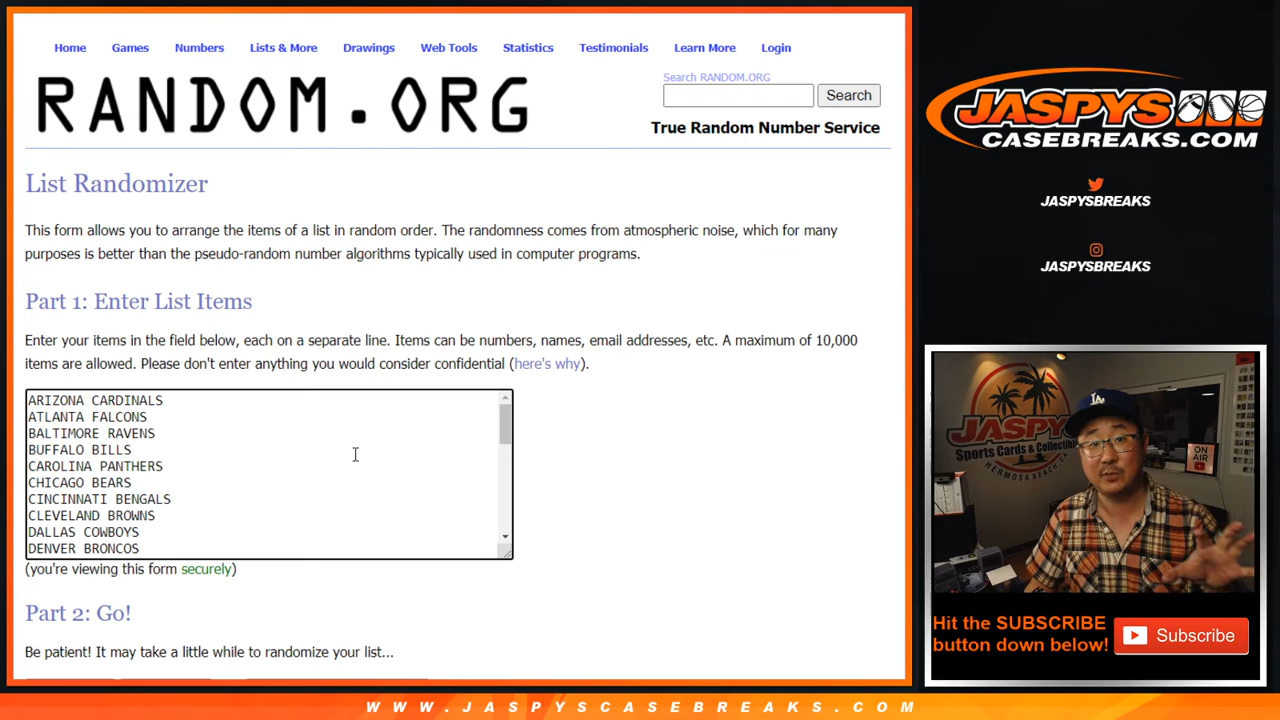 Home Games Numbers Lists & More Drawings Web Tools Statistics Testimonials Learn More Login
RANDOM.ORG
Search RANDOM.ORG
Search
True Random Number Service
List Randomizer
This form allows you to arrange the items of a list in random order. The randomness comes from atmospheric noise, which for many
purposes is better than the pseudo-random number algorithms typically used in computer programs.
Part 1: Enter List Items
Enter your items in the field below, each on a separate line. Items can be numbers, names, email addresses, etc. A maximum of 10,000
items are allowed. Please don't enter anything you would consider confidential (here's why).
ARIZONA CARDINALS
ATLANTA FALCONS
BALTIMORE RAVENS
BUFFALO BILLS
CAROLINA PANTHERS
CHICAGO BEARS
CINCINNATI BENGALS
CLEVELAND BROWNS
DALLAS COWBOYS
DENVER BRONCOS
(you're viewing this form securely)
Part 2: Go!
Be patient! It may take a little while to randomize your list...
JASPYS
CASEBREAKS.COM
JASPYSBREAKS
JASPYSBREAKS
JASPYS
Sports Cards & Collectibles
HERMOSA BEACH
LA
ON AIR
Hit the SUBSCRIBE
button down below!
Subscribe
WWW.JASPYSCASEBREAKS.COM